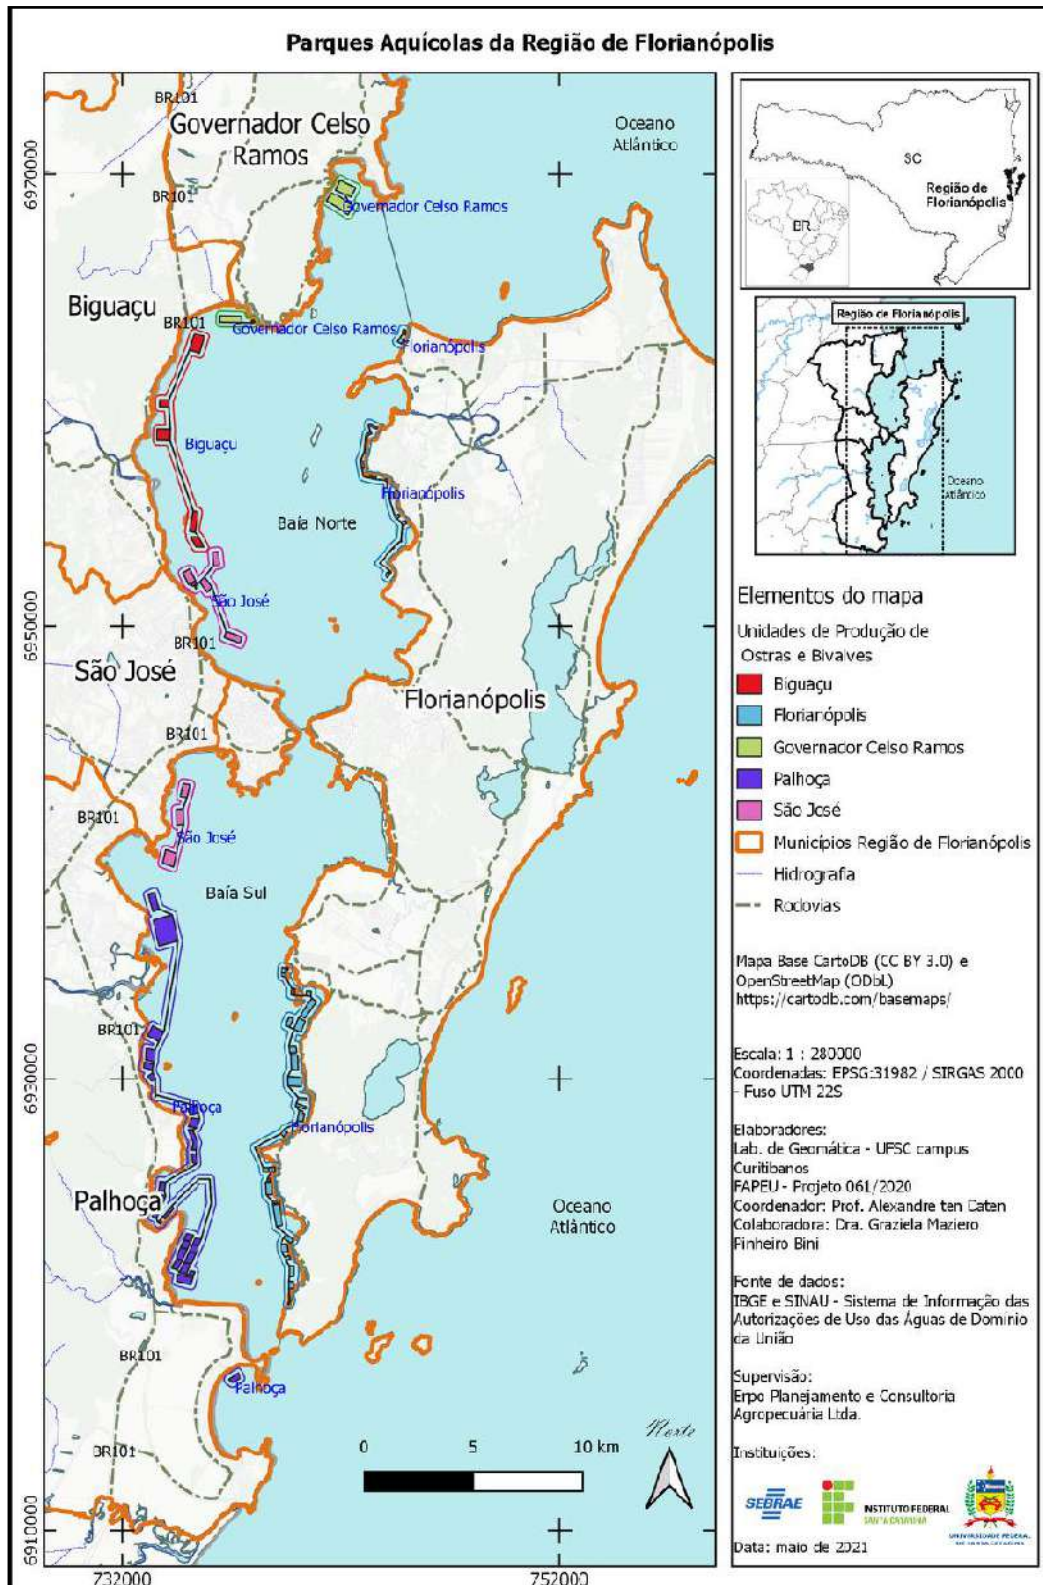 Parques Aquícolas da Região de Florianópolis
BR101
Governador Celso
Ramos
Oceano
Atlântico
6970000
BR101
Governador Celso Ramos
Biguaçu
BR101
Governador Celso Ramos
Florianópolis
Biguaçu
Florianópolis
Baía Norte
São José
6950000
BR101
São José
Florianópolis
BR101
BR101
São José
Baía Sul
BR101
6930000
Palhoça
Florianópolis
Palhoça
Oceano
Atlântico
BR101
Palhoça
BR101
0 5 10 km
Norte
6910000
732000 752000
SC
Região de
Florianópolis
BR
Região de Florianópolis
Oceano
Atlântico
Elementos do mapa
Unidades de Produção de
Ostras e Bivalves
Biguaçu
Florianópolis
Governador Celso Ramos
Palhoça
São José
Municípios Região de Florianópolis
Hidrografia
Rodovias
Mapa Base CartoDB (CC BY 3.0) e
OpenStreetMap (ODbL)
https://cartodb.com/basemaps/
Escala: 1 : 280000
Coordenadas: EPSG:31982 / SIRGAS 2000
- Fuso UTM 22S
Elaboradores:
Lab. de Geomática - UFSC campus
Curitibanos
FAPEU - Projeto 061/2020
Coordenador: Prof. Alexandre ten Caten
Colaboradora: Dra. Graziela Maziero
Pinheiro Bini
Fonte de dados:
IBGE e SINAU - Sistema de Informação das
Autorizações de Uso das Águas de Domínio
da União
Supervisão:
Erpo Planejamento e Consultoria
Agropecuária Ltda.
Instituições:
SEBRAE
INSTITUTO FEDERAL
SANTA CATARINA
UNIVERSIDADE FEDERAL
DE SANTA CATARINA
Data: maio de 2021